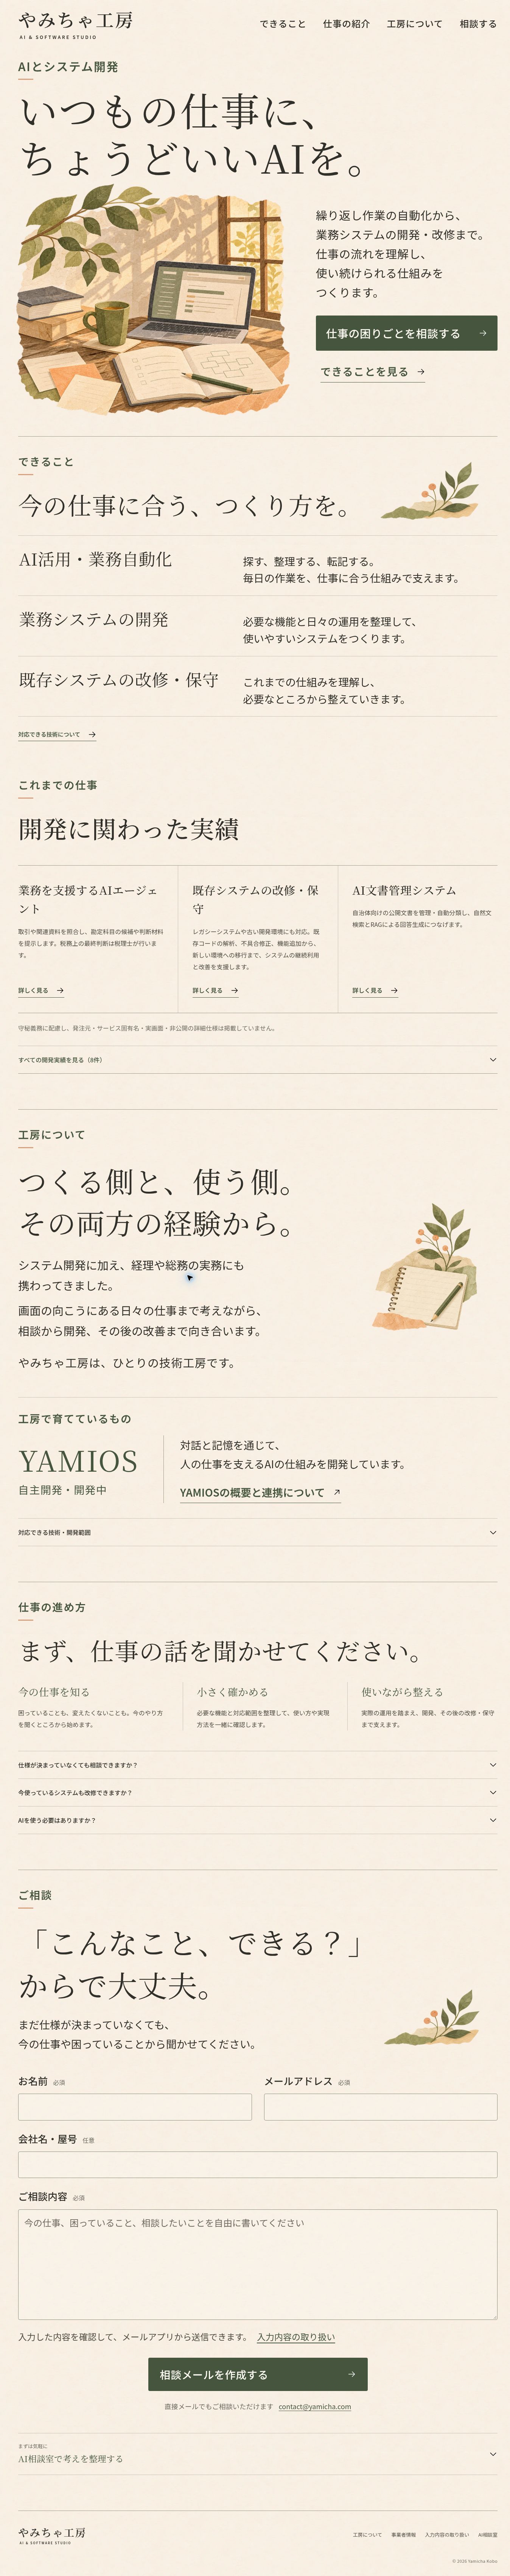 やみちゃ工房
AI & SOFTWARE STUDIO
できること 仕事の紹介 工房について 相談する
AIとシステム開発
いつもの仕事に、
ちょうどいいAIを。
繰り返し作業の自動化から、
業務システムの開発・改修まで。
仕事の流れを理解し、
使い続けられる仕組みを
つくります。
仕事の困りごとを相談する →
できることを見る →
できること
今の仕事に合う、つくり方を。
AI活用・業務自動化
探す、整理する、転記する。
毎日の作業を、仕事に合う仕組みで支えます。
業務システムの開発
必要な機能と日々の運用を整理して、
使いやすいシステムをつくります。
既存システムの改修・保守
これまでの仕組みを理解し、
必要なところから整えていきます。
対応できる技術について →
これまでの仕事
開発に関わった実績
業務を支援するAIエージェ
ント
取引や関連資料を照合し、勘定科目の候補や判断材料
を提示します。税務上の最終判断は税理士が行いま
す。
詳しく見る →
既存システムの改修・保
守
レガシーシステムや古い開発環境にも対応。既
存コードの解析、不具合修正、機能追加から、
新しい環境への移行まで、システムの継続利用
と改善を支援します。
詳しく見る →
AI文書管理システム
自治体向けの公開文書を管理・自動分類し、自然文
検索とRAGによる回答生成につなげます。
詳しく見る →
守秘義務に配慮し、発注元・サービス固有名・実画面・非公開の詳細仕様は掲載していません。
すべての開発実績を見る（8件）
工房について
つくる側と、使う側。
その両方の経験から。
システム開発に加え、経理や総務の実務にも
携わってきました。
画面の向こうにある日々の仕事まで考えながら、
相談から開発、その後の改善まで向き合います。
やみちゃ工房は、ひとりの技術工房です。
工房で育てているもの
YAMIOS
自主開発・開発中
対話と記憶を通じて、
人の仕事を支えるAIの仕組みを開発しています。
YAMIOSの概要と連携について ↗
対応できる技術・開発範囲
仕事の進め方
まず、仕事の話を聞かせてください。
今の仕事を知る
困っていることも、変えたくないことも。今のやり方
を聞くところから始めます。
小さく確かめる
必要な機能と対応範囲を整理して、使い方や実現
方法を一緒に確認します。
使いながら整える
実際の運用を踏まえ、開発、その後の改修・保守
まで支えます。
仕様が決まっていなくても相談できますか？
今使っているシステムも改修できますか？
AIを使う必要はありますか？
ご相談
「こんなこと、できる？」
からで大丈夫。
まだ仕様が決まっていなくても、
今の仕事や困っていることから聞かせてください。
お名前 必須
メールアドレス 必須
会社名・屋号 任意
ご相談内容 必須
今の仕事、困っていること、相談したいことを自由に書いてください
入力した内容を確認して、メールアプリから送信できます。 入力内容の取り扱い
相談メールを作成する →
直接メールでもご相談いただけます contact@yamicha.com
まずは気軽に
AI相談室で考えを整理する
やみちゃ工房
AI & SOFTWARE STUDIO
工房について 事業者情報 入力内容の取り扱い AI相談室
© 2026 Yamicha Kobo